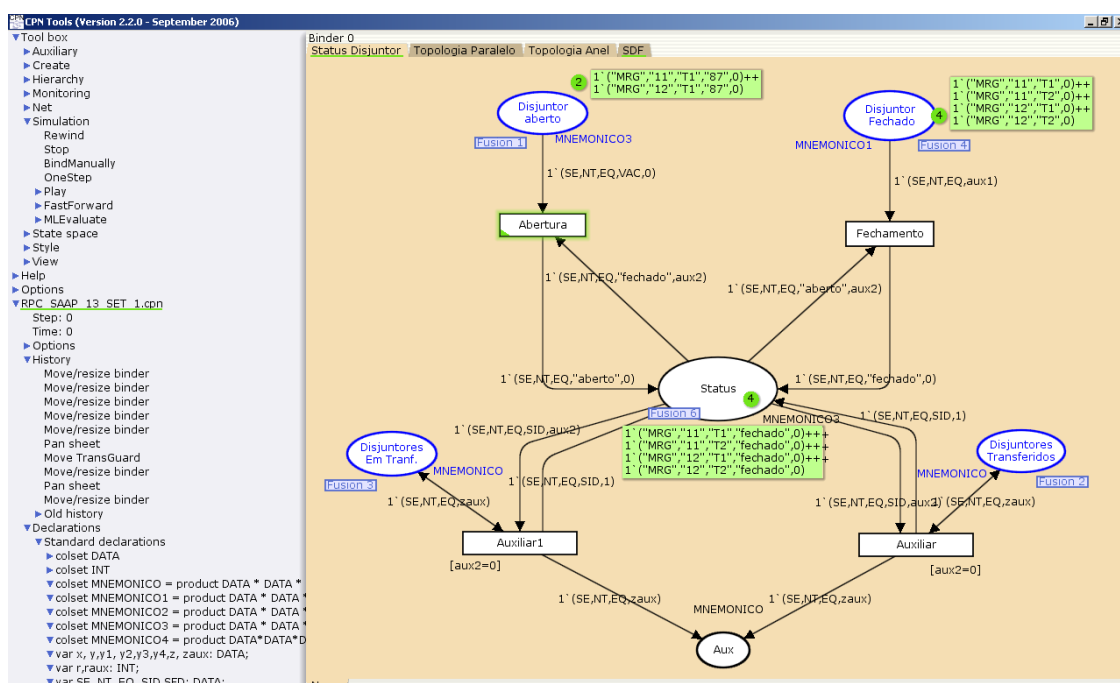 CPN Tools (Version 2.2.0 - September 2006)
Tool box
Auxiliary
Create
Hierarchy
Monitoring
Net
Simulation
Rewind
Stop
BindManually
OneStep
Play
FastForward
MLEvaluate
State space
Style
View
Help
Options
RPC_SAAP_13_SET_1.cpn
Step: 0
Time: 0
Options
History
Move/resize binder
Move/resize binder
Move/resize binder
Move/resize binder
Pan sheet
Move TransGuard
Move/resize binder
Pan sheet
Move/resize binder
Old history
Declarations
Standard declarations
colset DATA
colset INT
colset MNEMONICO = product DATA * DATA *
colset MNEMONICO1 = product DATA * DATA
colset MNEMONICO2 = product DATA * DATA
colset MNEMONICO3 = product DATA * DATA
colset MNEMONICO4 = product DATA*DATA*D
var x, y,y1, y2,y3,y4,z, zaux: DATA;
var r,raux: INT;
var SE, NT, EQ, SID,SED: DATA;
Binder 0
Status Disjuntor Topologia Paralelo Topologia Anel SDF
2
1`("MRG","11","T1","87",0)++
1`("MRG","12","T1","87",0)
Disjuntor
aberto
Fusion 1
MNEMONICO3
1`(SE,NT,EQ,VAC,0)
Abertura
1`("MRG","11","T1",0)++
1`("MRG","11","T2",0)++
1`("MRG","12","T1",0)++
1`("MRG","12","T2",0)
4
Disjuntor
Fechado
MNEMONICO1
Fusion 4
1`(SE,NT,EQ,aux1)
Fechamento
1`(SE,NT,EQ,"fechado",aux2)
1`(SE,NT,EQ,"aberto",aux2)
1`(SE,NT,EQ,"aberto",0)
1`(SE,NT,EQ,"fechado",0)
Status
4
Fusion 6
MNEMONICO3
1`("MRG","11","T1","fechado",0)++
1`("MRG","11","T2","fechado",0)++
1`("MRG","12","T1","fechado",0)++
1`("MRG","12","T2","fechado",0)
1`(SE,NT,EQ,SID,aux2)
1`(SE,NT,EQ,SID,1)
1`(SE,NT,EQ,SID,1)
1`(SE,NT,EQ,SID,aux2)
Disjuntores
Em Tranf.
MNEMONICO
Fusion 3
1`(SE,NT,EQ,zaux)
Auxiliar1
[aux2=0]
Disjuntores
Transferidos
MNEMONICO
Fusion 2
1`(SE,NT,EQ,zaux)
Auxiliar
[aux2=0]
1`(SE,NT,EQ,zaux)
1`(SE,NT,EQ,zaux)
MNEMONICO
Aux